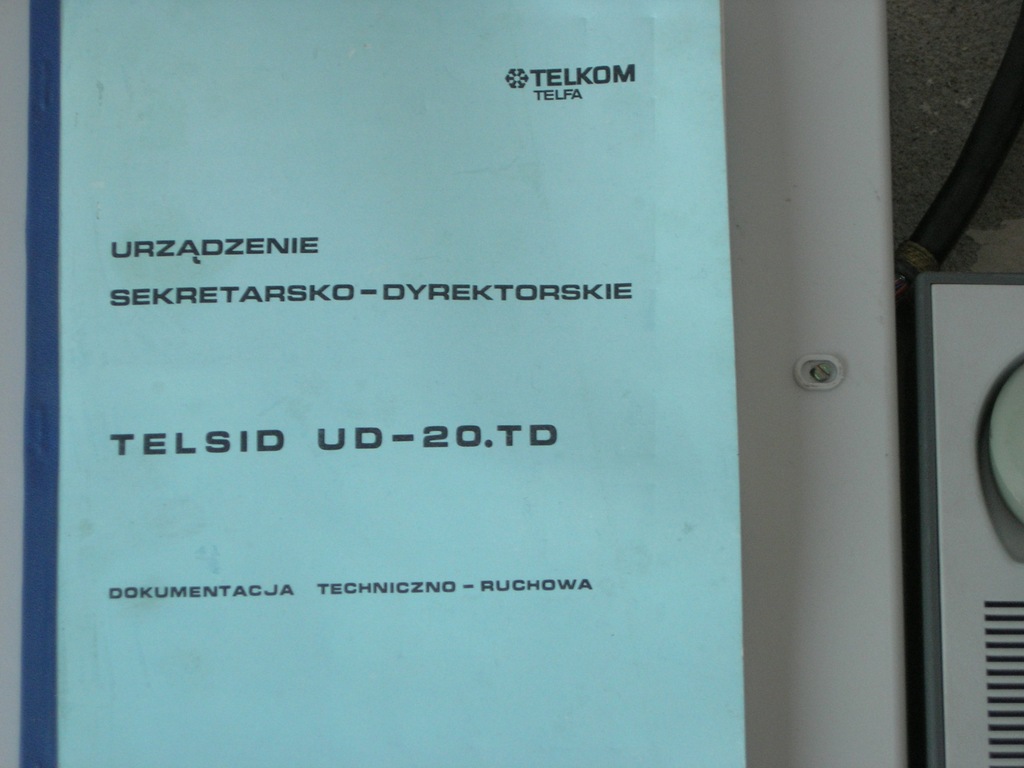 TELKOM
TELFA
URZĄDZENIE
SEKRETARSKO-DYREKTORSKIE
TELSID UD-20.TD
DOKUMENTACJA TECHNICZNO-RUCHOWA